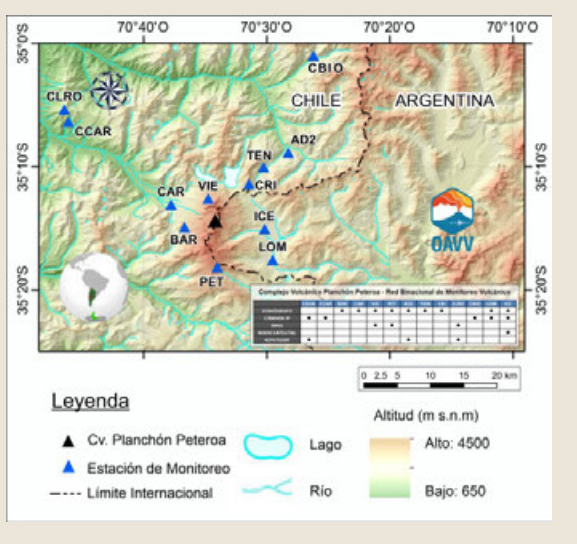 70°40'O 70°30'O 70°20'O 70°10'O
35°0'S 35°0'S
CBIO
CLRO
CHILE ARGENTINA
CCAR
AD2
TEN
35°10'S 35°10'S
CRI
CAR VIE
ICE
BAR
LOM
OAVV
PET
35°20'S 35°20'S
Complejo Volcánico Planchón Peteroa - Red Binacional de Monitoreo Volcánico
0 2.5 5 10 15 20 km
Leyenda
Altitud (m s.n.m)
Cv. Planchón Peteroa
Lago
Alto: 4500
Estación de Monitoreo
Límite Internacional
Río
Bajo: 650